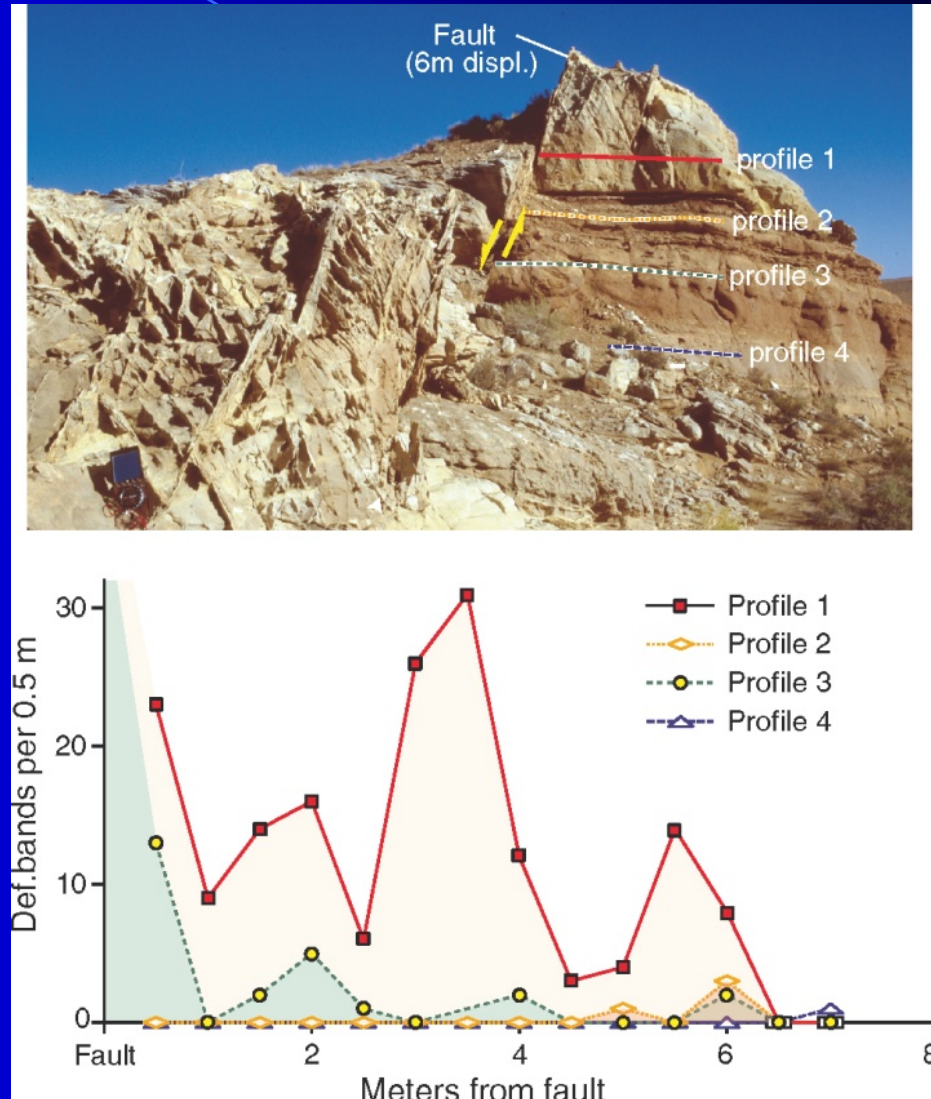 Fault
(6m displ.)
profile 1
profile 2
profile 3
profile 4
Def.bands per 0.5 m
30
20
10
0
Profile 1
Profile 2
Profile 3
Profile 4
Fault
2
4
6
8
Meters from fault